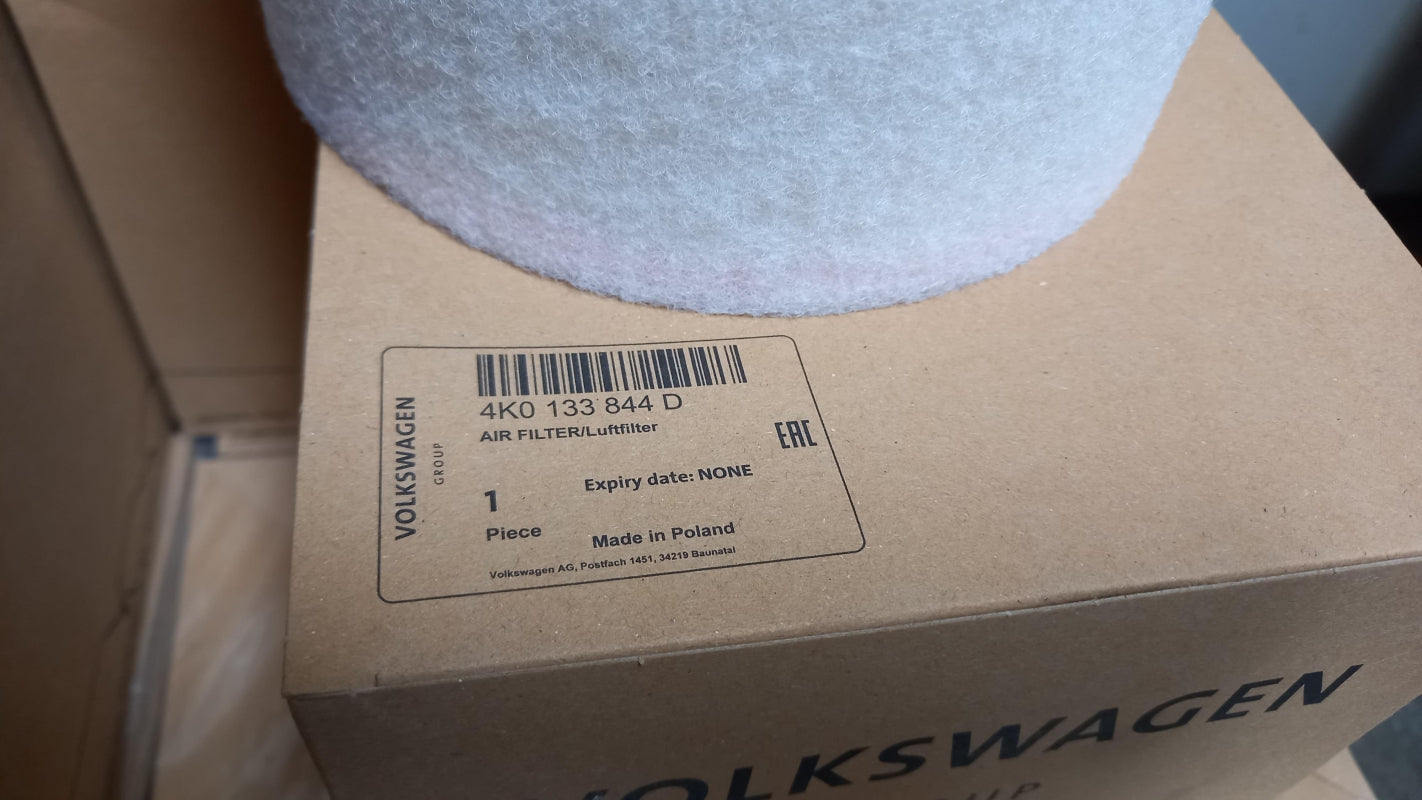 VOLKSWAGEN
GROUP
4K0 133 844 D
AIR FILTER/Luftfilter
EAC
Expiry date: NONE
1
Piece
Made in Poland
Volkswagen AG, Postfach 1451, 34219 Baunatal
VOLKSWAGEN